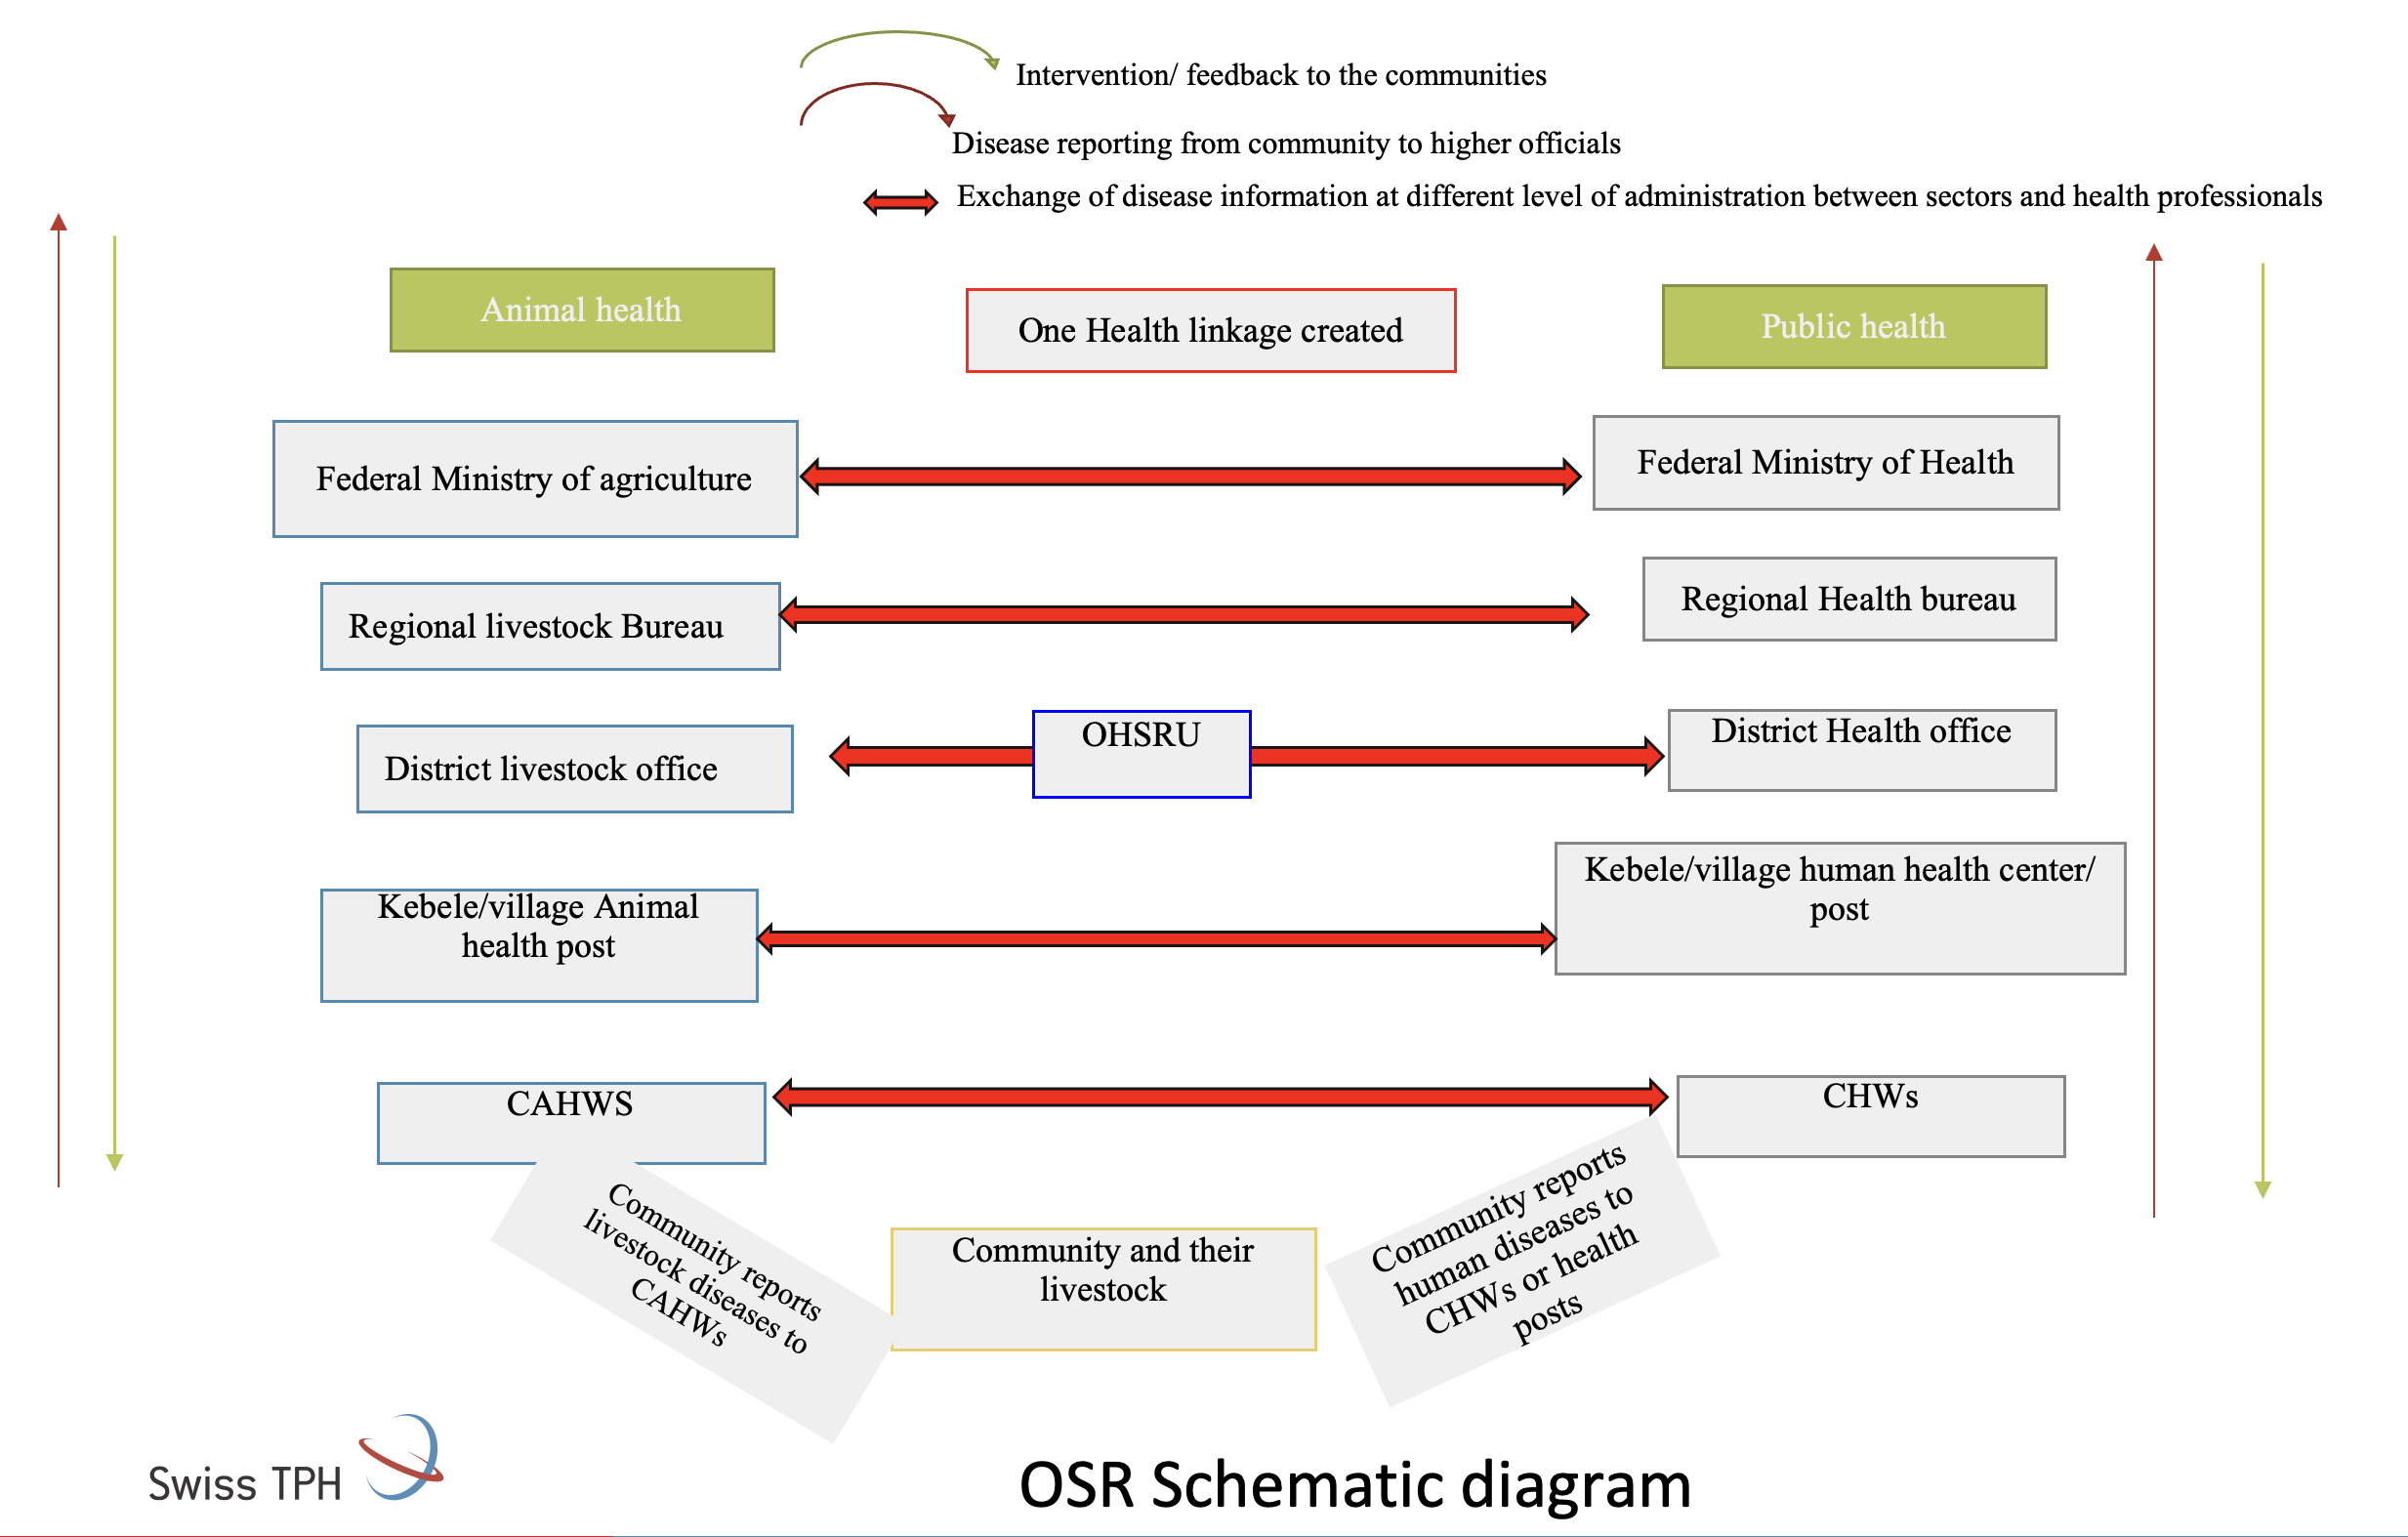 Intervention/ feedback to the communities
Disease reporting from community to higher officials
Exchange of disease information at different level of administration between sectors and health professionals
Animal health
One Health linkage created
Public health
Federal Ministry of agriculture
Federal Ministry of Health
Regional livestock Bureau
Regional Health bureau
District livestock office
OHSRU
District Health office
Kebele/village Animal
health post
Kebele/village human health center/
post
CAHWS
CHWs
Community reports
livestock diseases to
CAHWs
Community and their
livestock
Community reports
human diseases to
CHWs or health
posts
Swiss TPH
OSR Schematic diagram